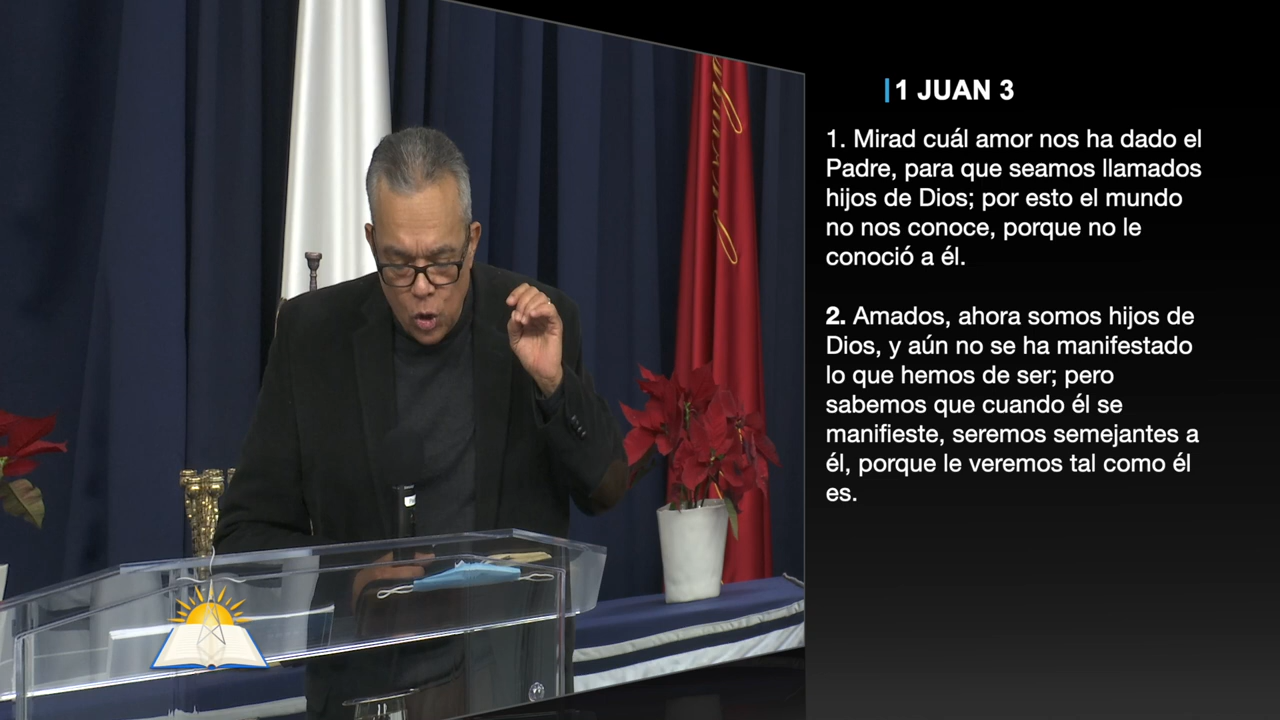 1 JUAN 3
1. Mirad cuál amor nos ha dado el
Padre, para que seamos llamados
hijos de Dios; por esto el mundo
no nos conoce, porque no le
conoció a él.
2. Amados, ahora somos hijos de
Dios, y aún no se ha manifestado
lo que hemos de ser; pero
sabemos que cuando él se
manifieste, seremos semejantes a
él, porque le veremos tal como él
es.